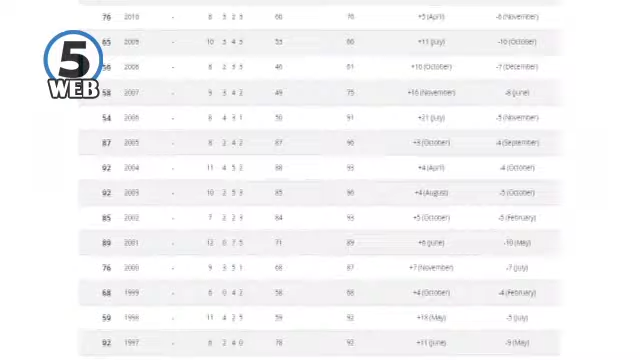 5
WEB
76 2010 - 8 3 2 3 60 76 +5 (April) -6 (November)
65 2009 - 10 3 4 3 53 66 +11 (July) -10 (October)
56 2008 - 8 2 3 3 46 61 +10 (October) -7 (December)
58 2007 - 9 3 4 2 49 75 +16 (November) -8 (June)
54 2006 - 8 4 3 1 50 91 +21 (July) -5 (November)
87 2005 - 8 2 4 2 87 96 +3 (October) -4 (September)
92 2004 - 11 4 5 2 88 93 +4 (April) -4 (October)
92 2003 - 10 2 5 3 85 96 +4 (August) -5 (October)
85 2002 - 7 2 2 3 84 93 +5 (October) -5 (February)
89 2001 - 12 0 7 5 71 89 +6 (June) -10 (May)
76 2000 - 9 3 5 1 68 87 +7 (November) -7 (July)
68 1999 - 6 0 4 2 58 68 +4 (October) -4 (February)
59 1998 - 11 4 2 5 59 92 +18 (May) -5 (July)
92 1997 - 6 2 4 0 78 92 +11 (June) -9 (May)